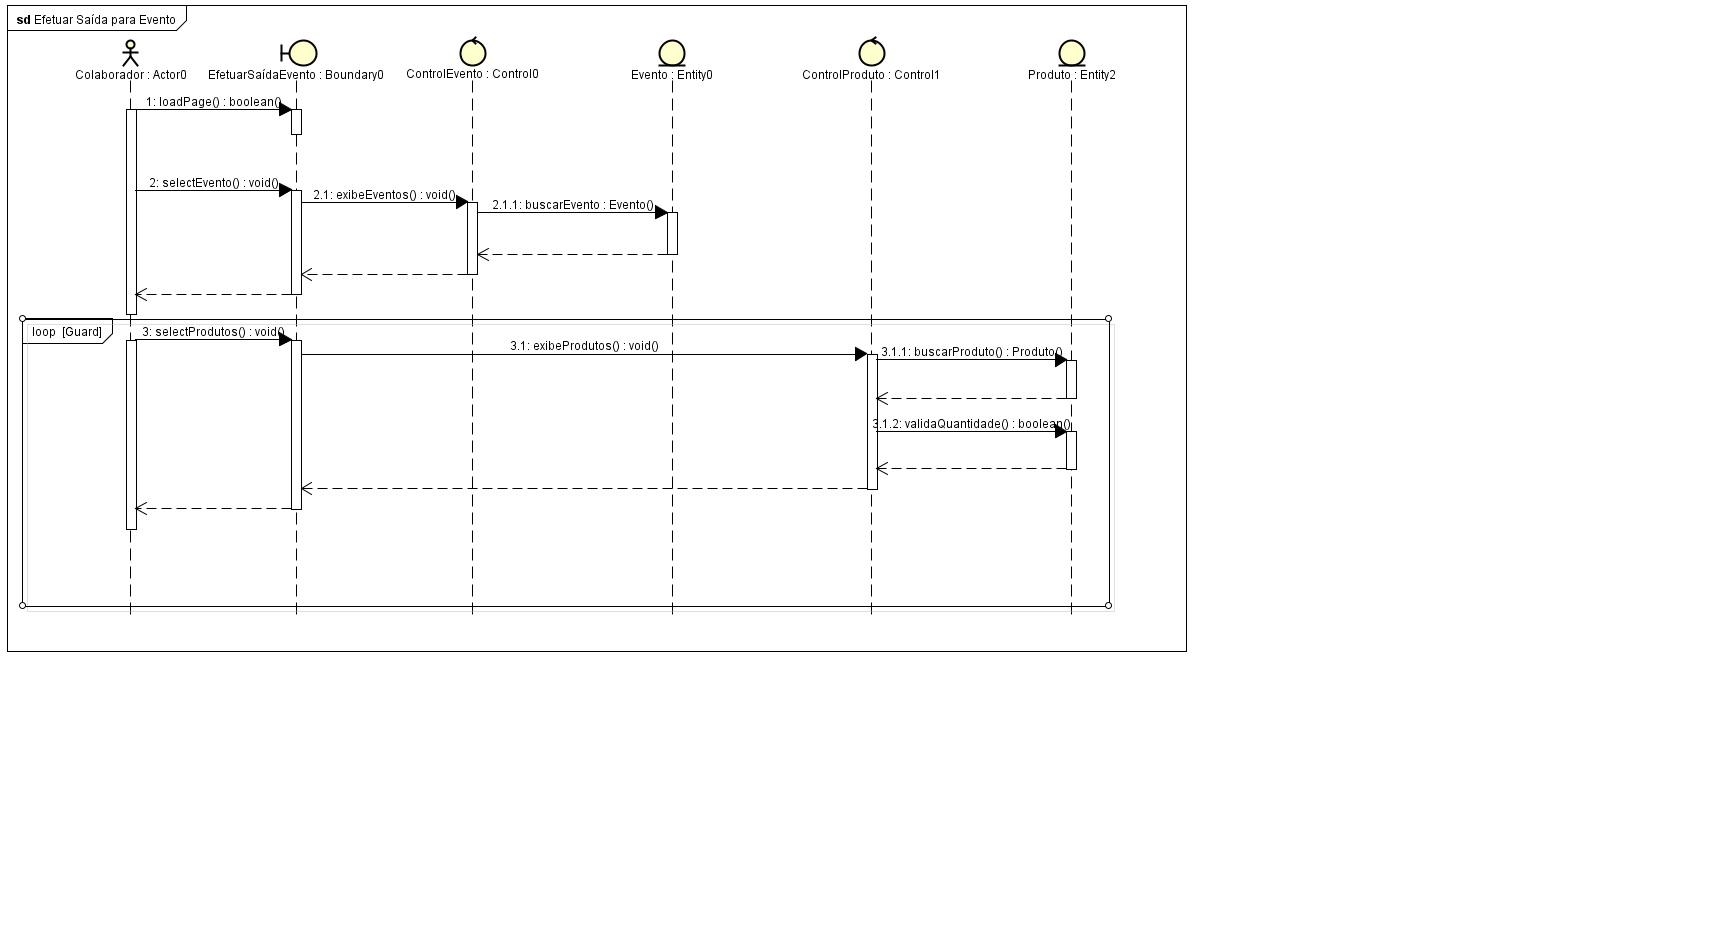 sd Efetuar Saída para Evento
Colaborador : Actor0
EfetuarSaídaEvento : Boundary0
ControlEvento : Control0
Evento : Entity0
ControlProduto : Control1
Produto : Entity2
1: loadPage() : boolean()
2: selectEvento() : void()
2.1: exibeEventos() : void()
2.1.1: buscarEvento : Evento()
loop [Guard]
3: selectProdutos() : void()
3.1: exibeProdutos() : void()
3.1.1: buscarProduto() : Produto()
3.1.2: validaQuantidade() : boolean()